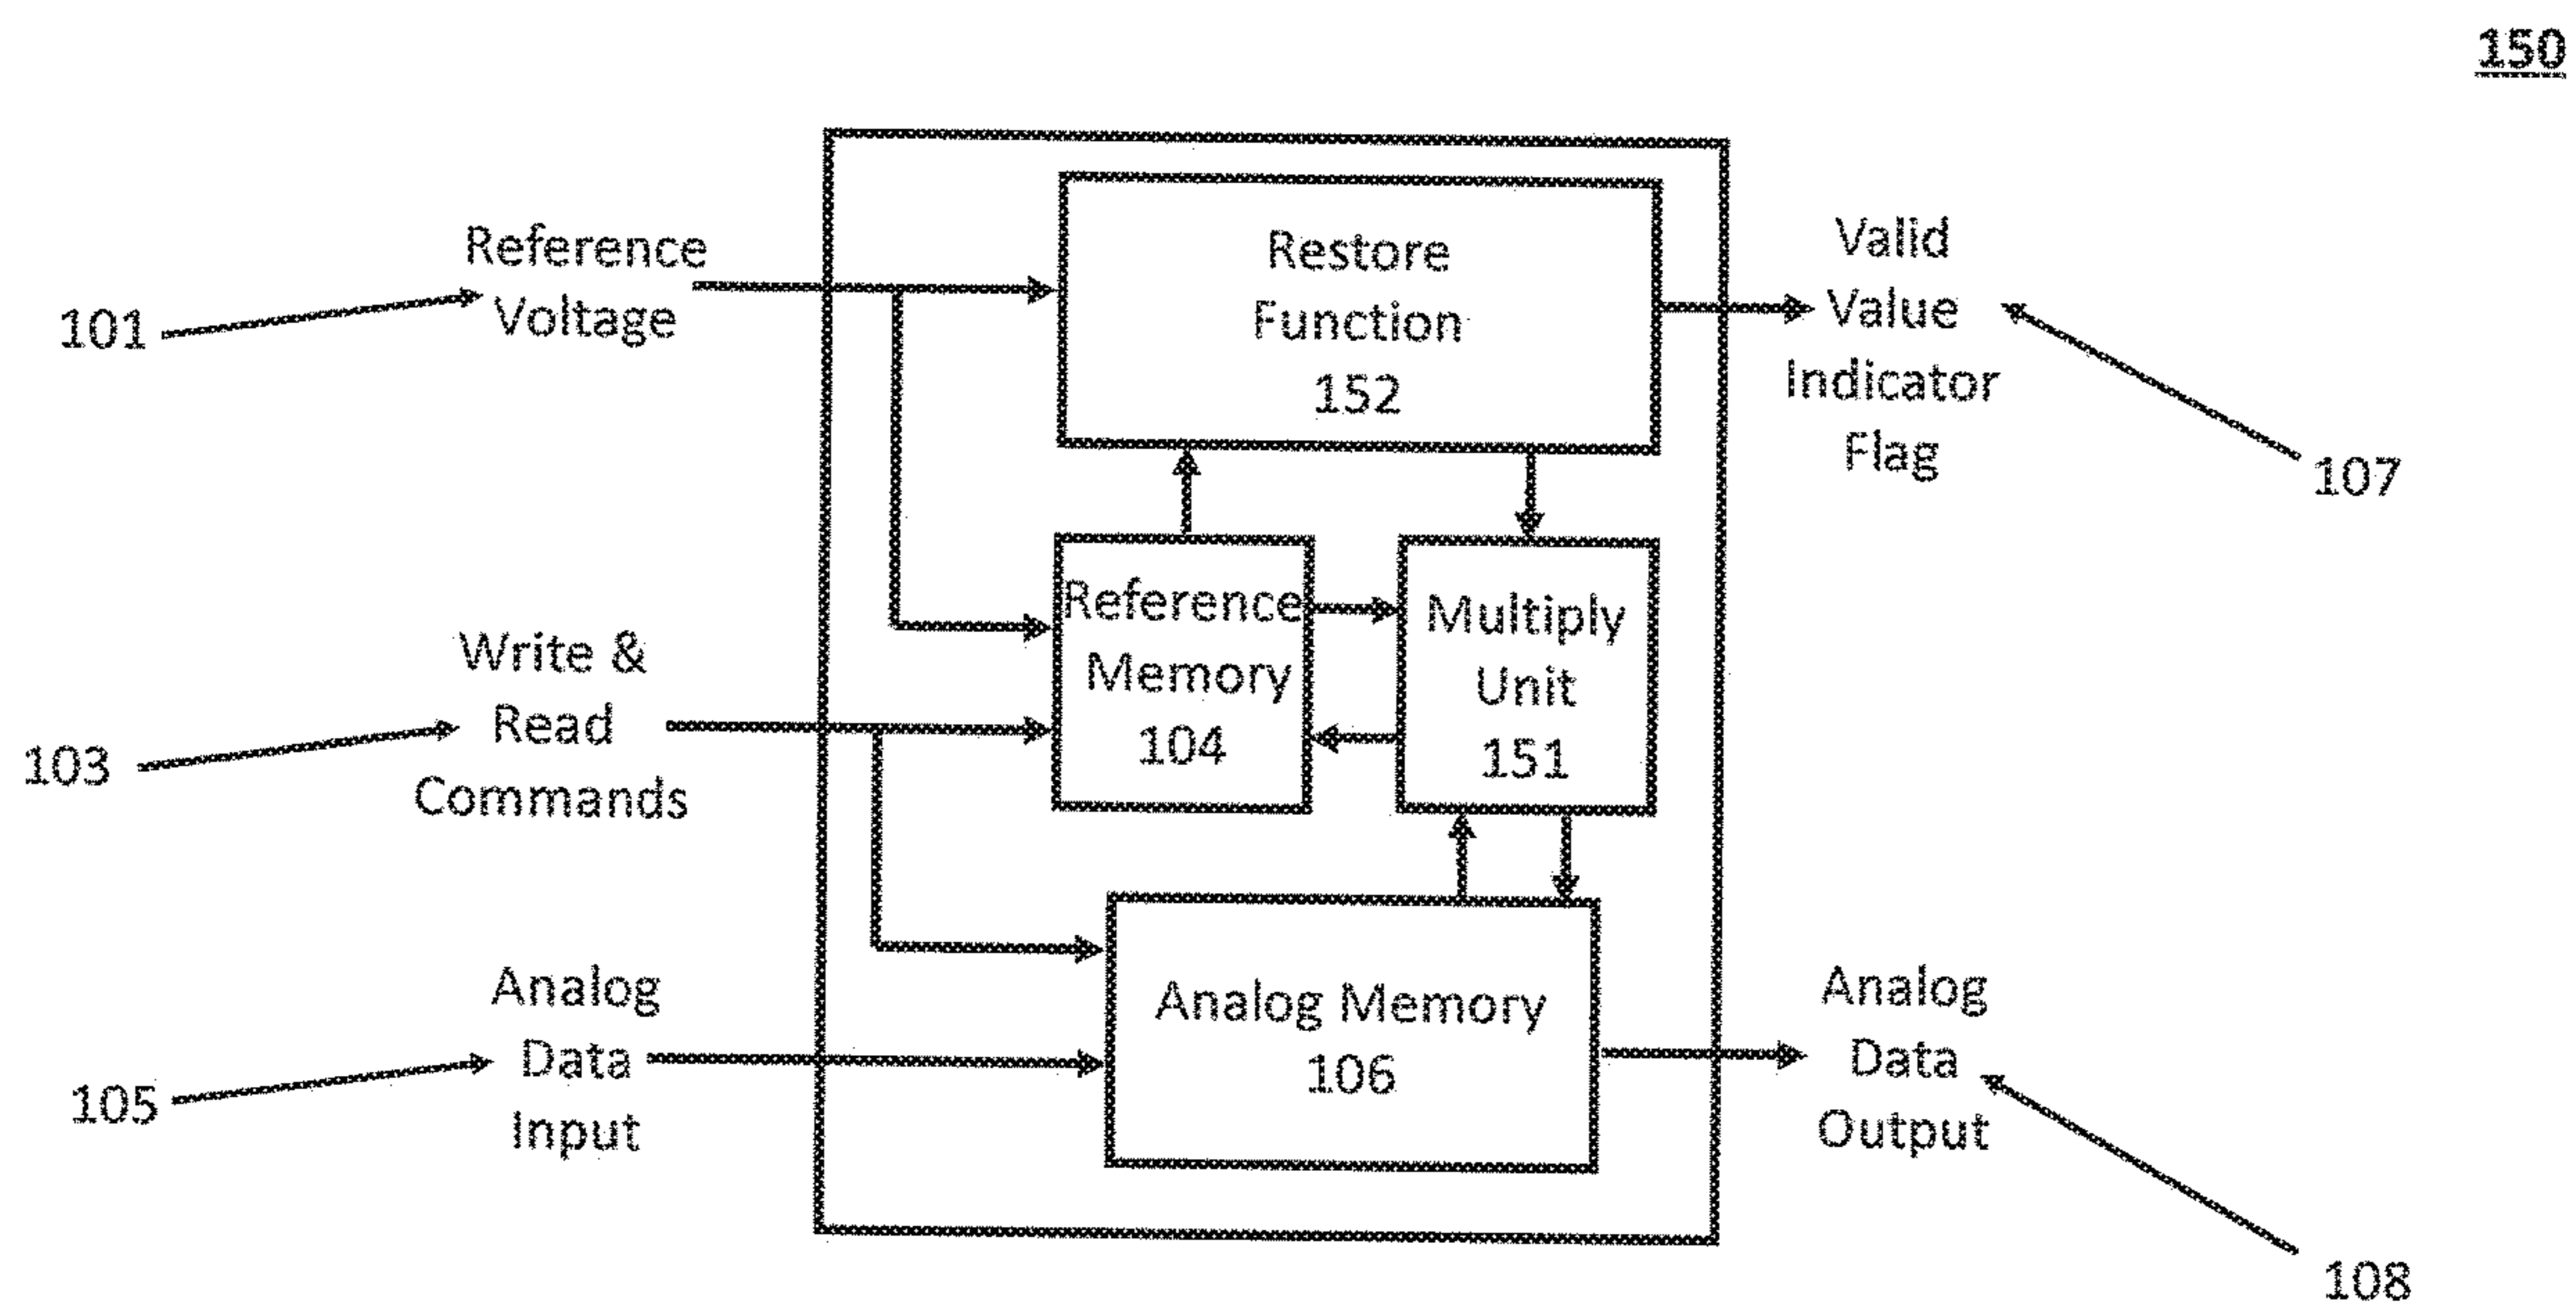 150
Reference
Voltage
101
Restore
Function
152
Valid
Value
Indicator
Flag
107
Write &
Read
Commands
103
Reference
Memory
104
Multiply
Unit
151
Analog
Data
Input
105
Analog Memory
106
Analog
Data
Output
108